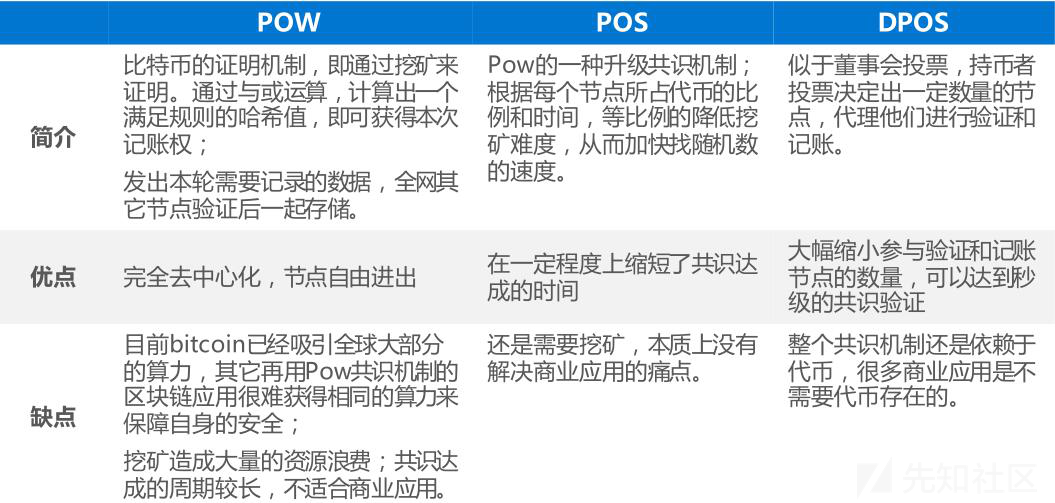 POW
POS
DPOS
简介
比特币的证明机制，即通过挖矿来
证明。通过与或运算，计算出一个
满足规则的哈希值，即可获得本次
记账权；
发出本轮需要记录的数据，全网其
它节点验证后一起存储。
Pow的一种升级共识机制；
根据每个节点所占代币的比
例和时间，等比例的降低挖
矿难度，从而加快找随机数
的速度。
似于董事会投票，持币者
投票决定出一定数量的节
点，代理他们进行验证和
记账。
优点
完全去中心化，节点自由进出
在一定程度上缩短了共识达
成的时间
大幅缩小参与验证和记账
节点的数量，可以达到秒
级的共识验证
缺点
目前bitcoin已经吸引全球大部分
的算力，其它再用Pow共识机制的
区块链应用很难获得相同的算力来
保障自身的安全；
挖矿造成大量的资源浪费；共识达
成的周期较长，不适合商业应用。
还是需要挖矿，本质上没有
解决商业应用的痛点。
整个共识机制还是依赖于
代币，很多商业应用是不
需要代币存在的。
先知社区